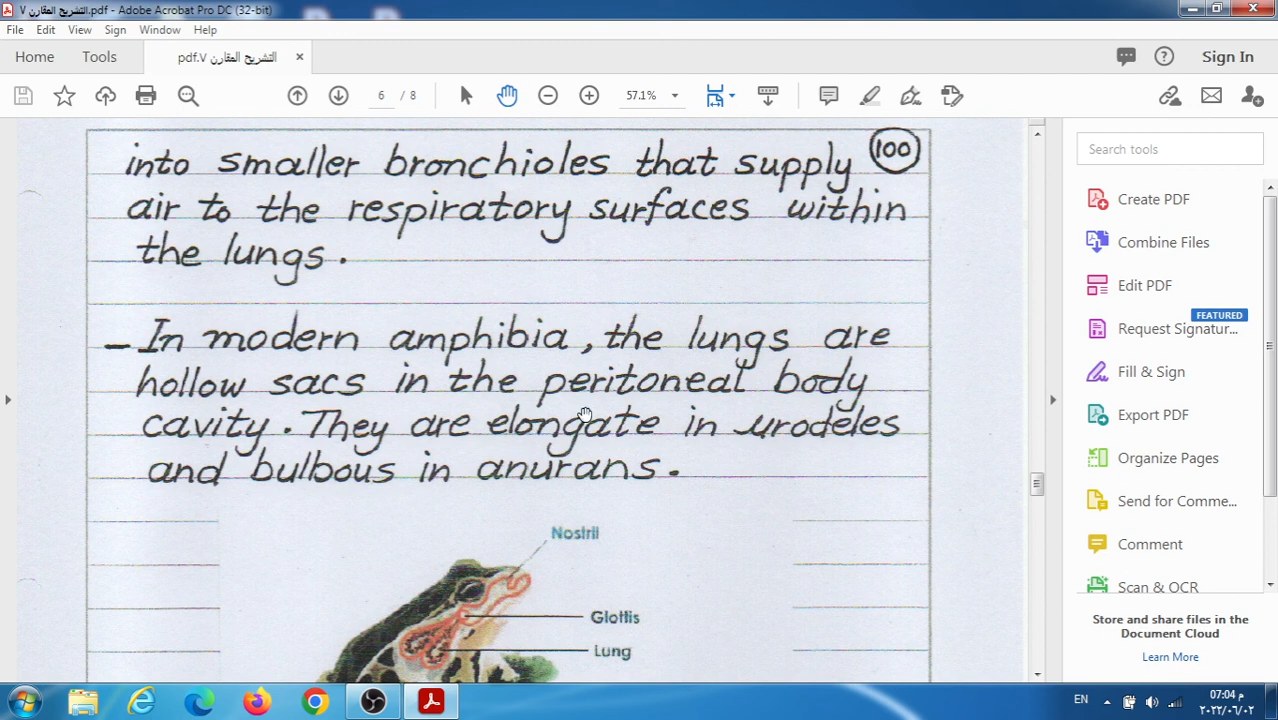 التشريح المقارن ٧.pdf - Adobe Acrobat Pro DC (32-bit)
File Edit View Sign Window Help
Home Tools التشريح المقارن ٧.pdf × Sign In
6 / 8 57.1%
into smaller bronchioles that supply 100
air to the respiratory surfaces within
the lungs.
- In modern amphibia, the lungs are
hollow sacs in the peritoneal body
cavity. They are elongate in urodeles
and bulbous in anurans.
Nostril
Glottis
Lung
Search tools
Create PDF
Combine Files
Edit PDF
FEATURED
Request Signatur...
Fill & Sign
Export PDF
Organize Pages
Send for Comme...
Comment
Scan & OCR
Store and share files in the
Document Cloud
Learn More
EN
07:04 م
٢٠٢٢/٠٦/٠٢